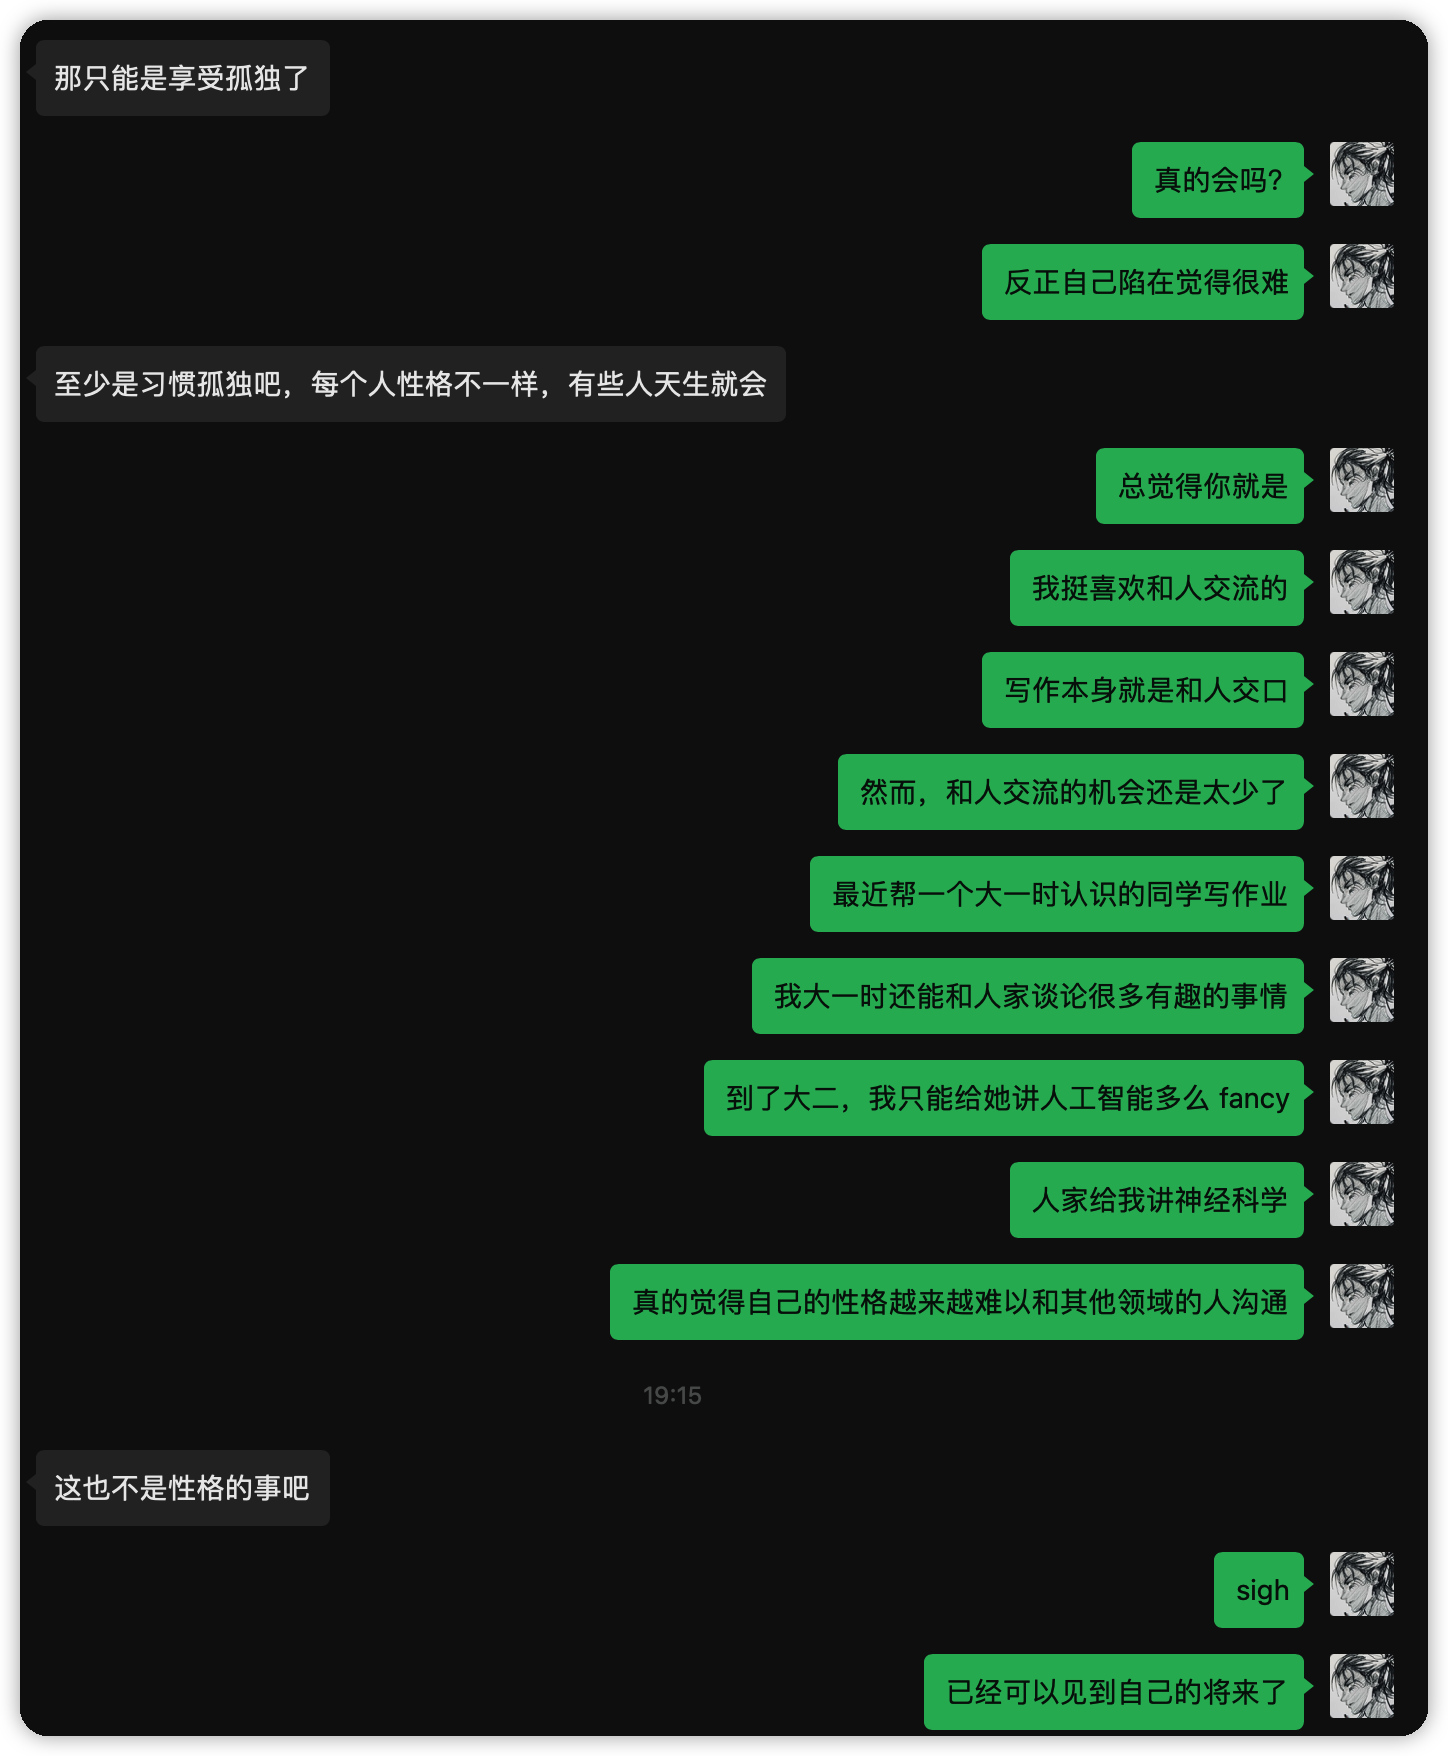 那只能是享受孤独了
真的会吗?
反正自己陷在觉得很难
至少是习惯孤独吧，每个人性格不一样，有些人天生就会
总觉得你就是
我挺喜欢和人交流的
写作本身就是和人交口
然而，和人交流的机会还是太少了
最近帮一个大一时认识的同学写作业
我大一时还能和人家谈论很多有趣的事情
到了大二，我只能给她讲人工智能多么 fancy
人家给我讲神经科学
真的觉得自己的性格越来越难以和其他领域的人沟通
19:15
这也不是性格的事吧
sigh
已经可以见到自己的将来了